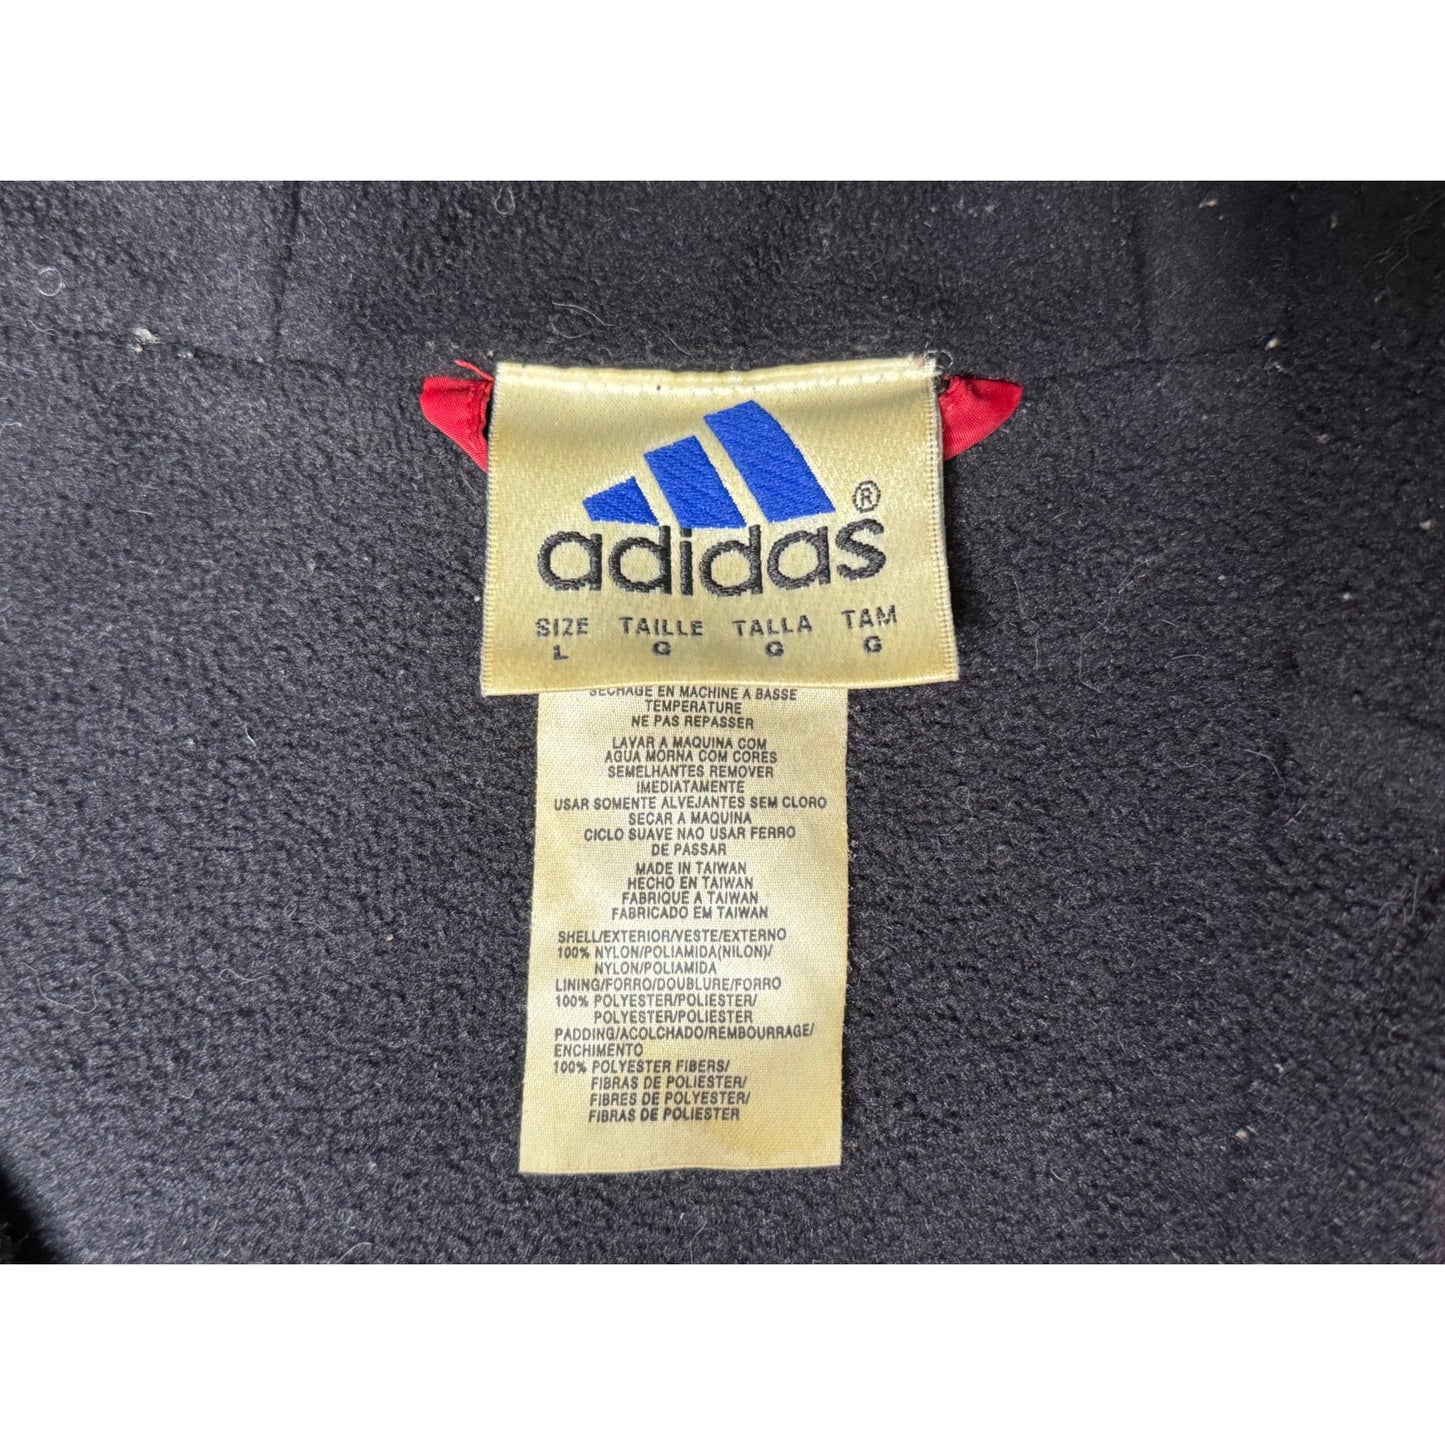 adidas®
SIZE TAILLE TALLA TAM
L G G G
SECHAGE EN MACHINE A BASSE
TEMPERATURE
NE PAS REPASSER
LAVAR A MAQUINA COM
AGUA MORNA COM CORES
SEMELHANTES REMOVER
IMEDIATAMENTE
USAR SOMENTE ALVEJANTES SEM CLORO
SECAR A MAQUINA
CICLO SUAVE NAO USAR FERRO
DE PASSAR
MADE IN TAIWAN
HECHO EN TAIWAN
FABRIQUE A TAIWAN
FABRICADO EM TAIWAN
SHELL/EXTERIOR/VESTE/EXTERNO
100% NYLON/POLIAMIDA(NILON)/
NYLON/POLIAMIDA
LINING/FORRO/DOUBLURE/FORRO
100% POLYESTER/POLIESTER/
POLYESTER/POLIESTER
PADDING/ACOLCHADO/REMBOURRAGE/
ENCHIMENTO
100% POLYESTER FIBERS/
FIBRAS DE POLIESTER/
FIBRES DE POLYESTER/
FIBRAS DE POLIESTER